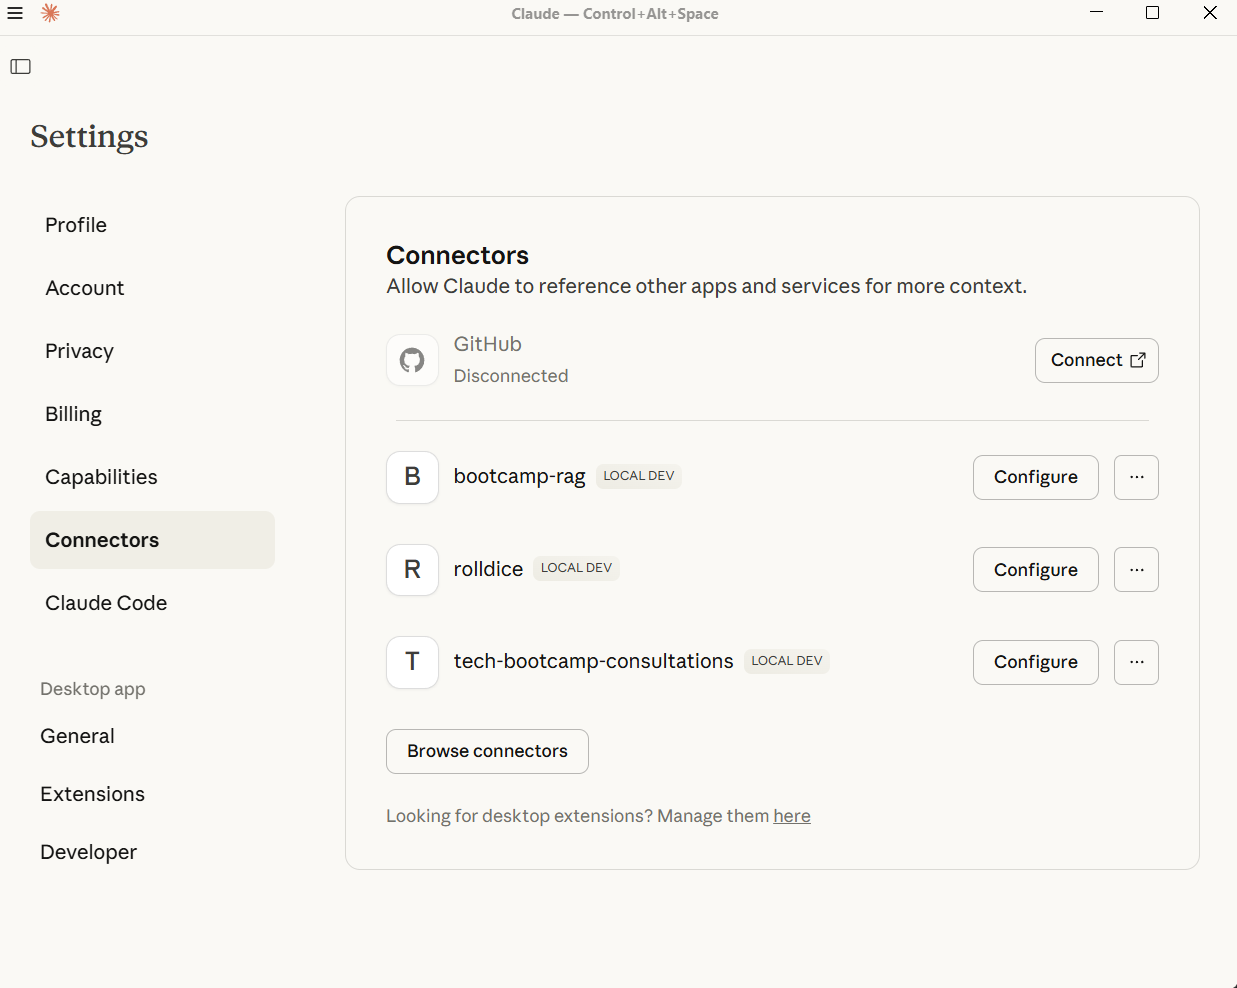 Claude — Control+Alt+Space
Settings
Profile
Account
Privacy
Billing
Capabilities
Connectors
Claude Code
Desktop app
General
Extensions
Developer
Connectors
Allow Claude to reference other apps and services for more context.
GitHub
Disconnected
Connect
B bootcamp-rag LOCAL DEV Configure ...
R rolldice LOCAL DEV Configure ...
T tech-bootcamp-consultations LOCAL DEV Configure ...
Browse connectors
Looking for desktop extensions? Manage them here